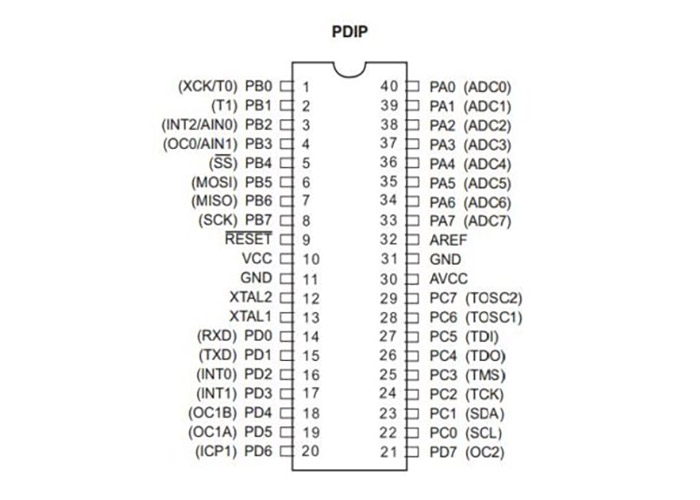 PDIP
(XCK/T0) PB0 1 40 PA0 (ADC0)
(T1) PB1 2 39 PA1 (ADC1)
(INT2/AIN0) PB2 3 38 PA2 (ADC2)
(OC0/AIN1) PB3 4 37 PA3 (ADC3)
(SS) PB4 5 36 PA4 (ADC4)
(MOSI) PB5 6 35 PA5 (ADC5)
(MISO) PB6 7 34 PA6 (ADC6)
(SCK) PB7 8 33 PA7 (ADC7)
RESET 9 32 AREF
VCC 10 31 GND
GND 11 30 AVCC
XTAL2 12 29 PC7 (TOSC2)
XTAL1 13 28 PC6 (TOSC1)
(RXD) PD0 14 27 PC5 (TDI)
(TXD) PD1 15 26 PC4 (TDO)
(INT0) PD2 16 25 PC3 (TMS)
(INT1) PD3 17 24 PC2 (TCK)
(OC1B) PD4 18 23 PC1 (SDA)
(OC1A) PD5 19 22 PC0 (SCL)
(ICP1) PD6 20 21 PD7 (OC2)